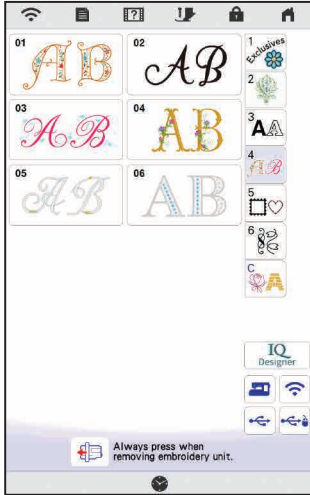 ?
01
AB
02
AB
03
AB
04
AB
05
AB
06
AB
1
Exclusives
2
3
AA
4
AB
5
6
C
A
IQ
Designer
Always press when
removing embroidery unit.